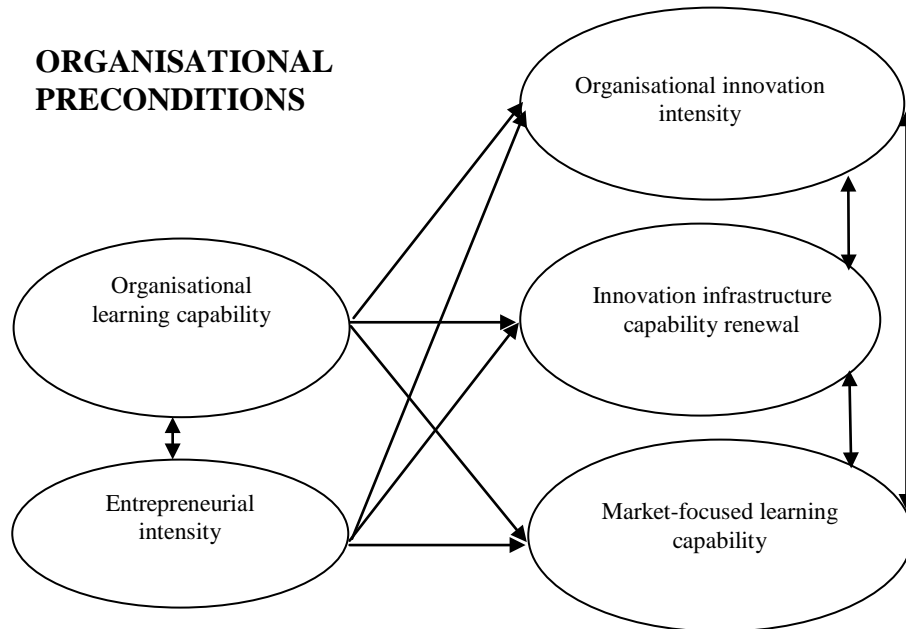 ORGANISATIONAL
PRECONDITIONS
Organisational innovation
intensity
Organisational
learning capability
Innovation infrastructure
capability renewal
Entrepreneurial
intensity
Market-focused learning
capability